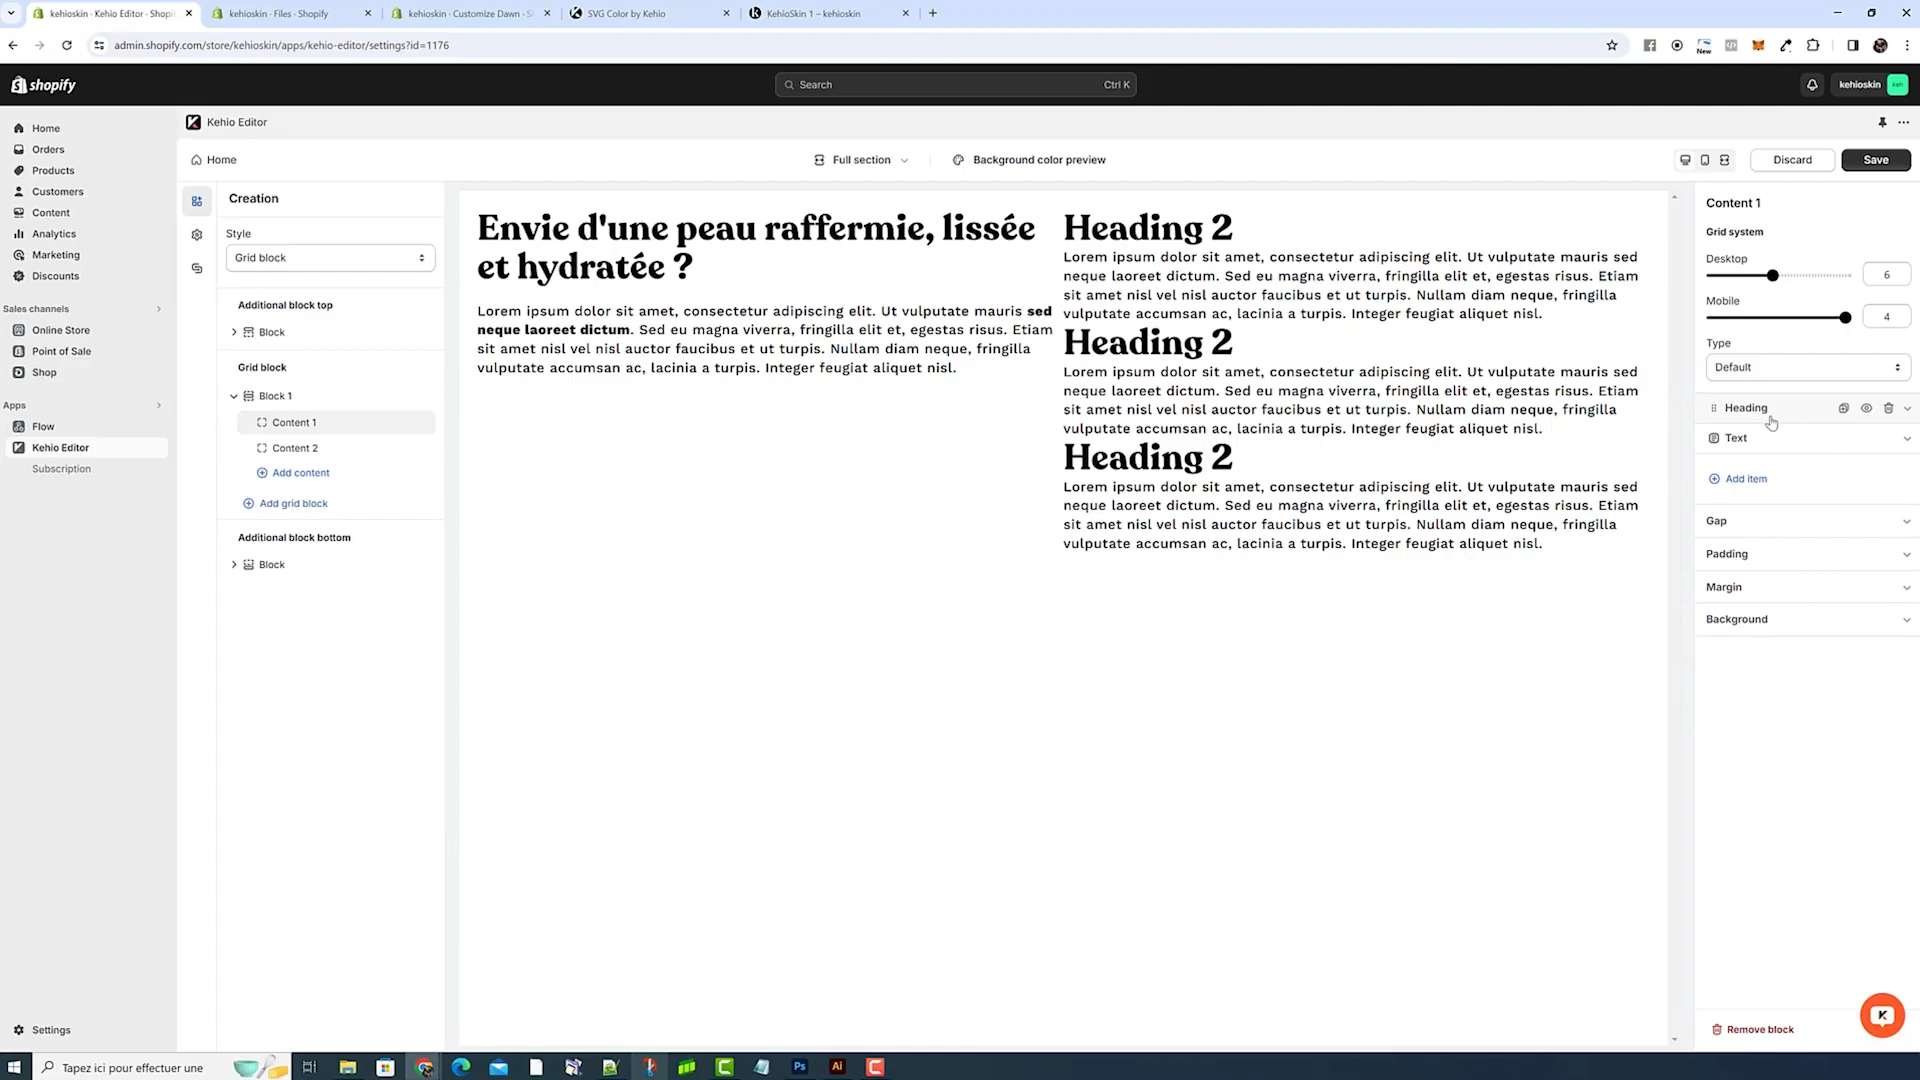 kehioskin · Kehio Editor · Shopi
kehioskin · Files · Shopify
kehioskin · Customize Dawn · S
SVG Color by Kehio
KehioSkin 1 – kehioskin
admin.shopify.com/store/kehioskin/apps/kehio-editor/settings?id=1176
New
shopify
Search
Ctrl K
kehioskin
keh
Home
Orders
Products
Customers
Content
Analytics
Marketing
Discounts
Sales channels
Online Store
Point of Sale
Shop
Apps
Flow
Kehio Editor
Subscription
Settings
Kehio Editor
Home
Full section
Background color preview
Discard
Save
Creation
Style
Grid block
Additional block top
Block
Grid block
Block 1
Content 1
Content 2
Add content
Add grid block
Additional block bottom
Block
Envie d'une peau raffermie, lissée
et hydratée ?
Lorem ipsum dolor sit amet, consectetur adipiscing elit. Ut vulputate mauris sed
neque laoreet dictum. Sed eu magna viverra, fringilla elit et, egestas risus. Etiam
sit amet nisl vel nisl auctor faucibus et ut turpis. Nullam diam neque, fringilla
vulputate accumsan ac, lacinia a turpis. Integer feugiat aliquet nisl.
Heading 2
Lorem ipsum dolor sit amet, consectetur adipiscing elit. Ut vulputate mauris sed
neque laoreet dictum. Sed eu magna viverra, fringilla elit et, egestas risus. Etiam
sit amet nisl vel nisl auctor faucibus et ut turpis. Nullam diam neque, fringilla
vulputate accumsan ac, lacinia a turpis. Integer feugiat aliquet nisl.
Heading 2
Lorem ipsum dolor sit amet, consectetur adipiscing elit. Ut vulputate mauris sed
neque laoreet dictum. Sed eu magna viverra, fringilla elit et, egestas risus. Etiam
sit amet nisl vel nisl auctor faucibus et ut turpis. Nullam diam neque, fringilla
vulputate accumsan ac, lacinia a turpis. Integer feugiat aliquet nisl.
Heading 2
Lorem ipsum dolor sit amet, consectetur adipiscing elit. Ut vulputate mauris sed
neque laoreet dictum. Sed eu magna viverra, fringilla elit et, egestas risus. Etiam
sit amet nisl vel nisl auctor faucibus et ut turpis. Nullam diam neque, fringilla
vulputate accumsan ac, lacinia a turpis. Integer feugiat aliquet nisl.
Content 1
Grid system
Desktop
6
Mobile
4
Type
Default
Heading
Text
Add item
Gap
Padding
Margin
Background
Remove block
Tapez ici pour effectuer une
Ps
Ai